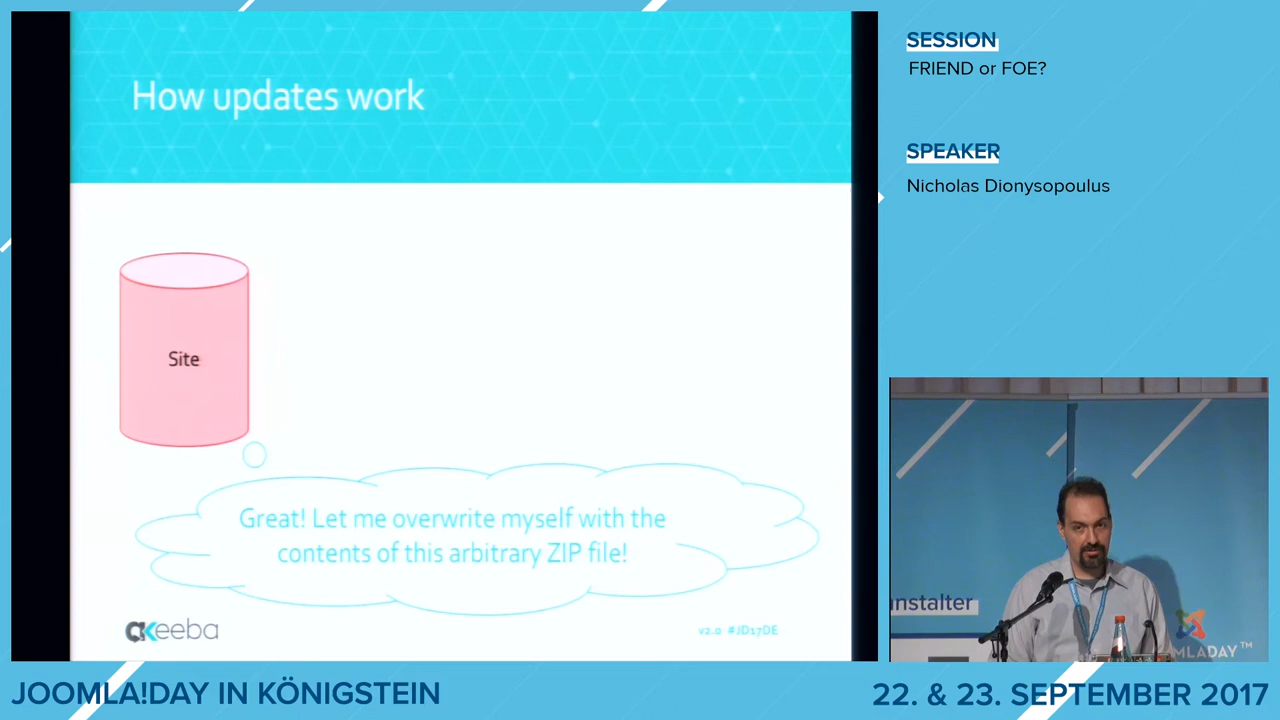 How updates work
Site
Great! Let me overwrite myself with the
contents of this arbitrary ZIP file!
akeeba
v2.0 #JD17DE
SESSION
FRIEND or FOE?
SPEAKER
Nicholas Dionysopoulus
nstalter
MLADAY™
JOOMLA!DAY IN KÖNIGSTEIN
22. & 23. SEPTEMBER 2017